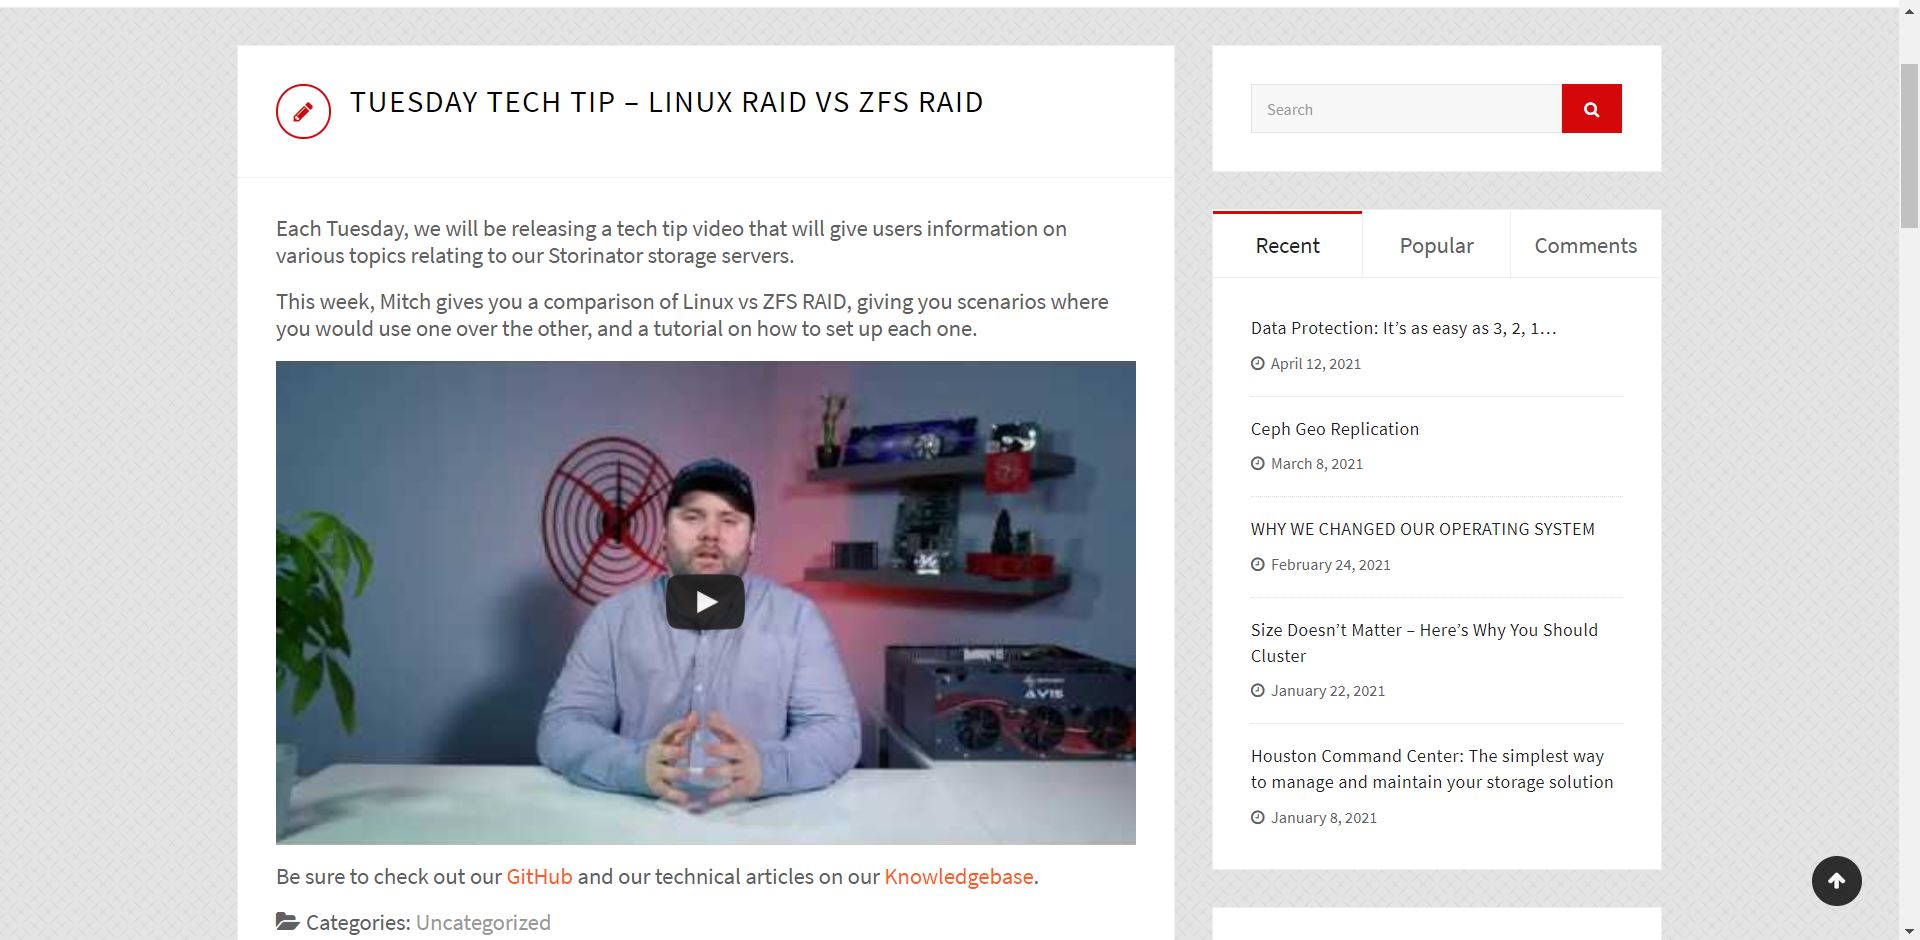 TUESDAY TECH TIP – LINUX RAID VS ZFS RAID
Each Tuesday, we will be releasing a tech tip video that will give users information on
various topics relating to our Storinator storage servers.
This week, Mitch gives you a comparison of Linux vs ZFS RAID, giving you scenarios where
you would use one over the other, and a tutorial on how to set up each one.
AV15
Be sure to check out our GitHub and our technical articles on our Knowledgebase.
Categories: Uncategorized
Search
Recent
Popular
Comments
Data Protection: It’s as easy as 3, 2, 1…
April 12, 2021
Ceph Geo Replication
March 8, 2021
WHY WE CHANGED OUR OPERATING SYSTEM
February 24, 2021
Size Doesn’t Matter – Here’s Why You Should
Cluster
January 22, 2021
Houston Command Center: The simplest way
to manage and maintain your storage solution
January 8, 2021